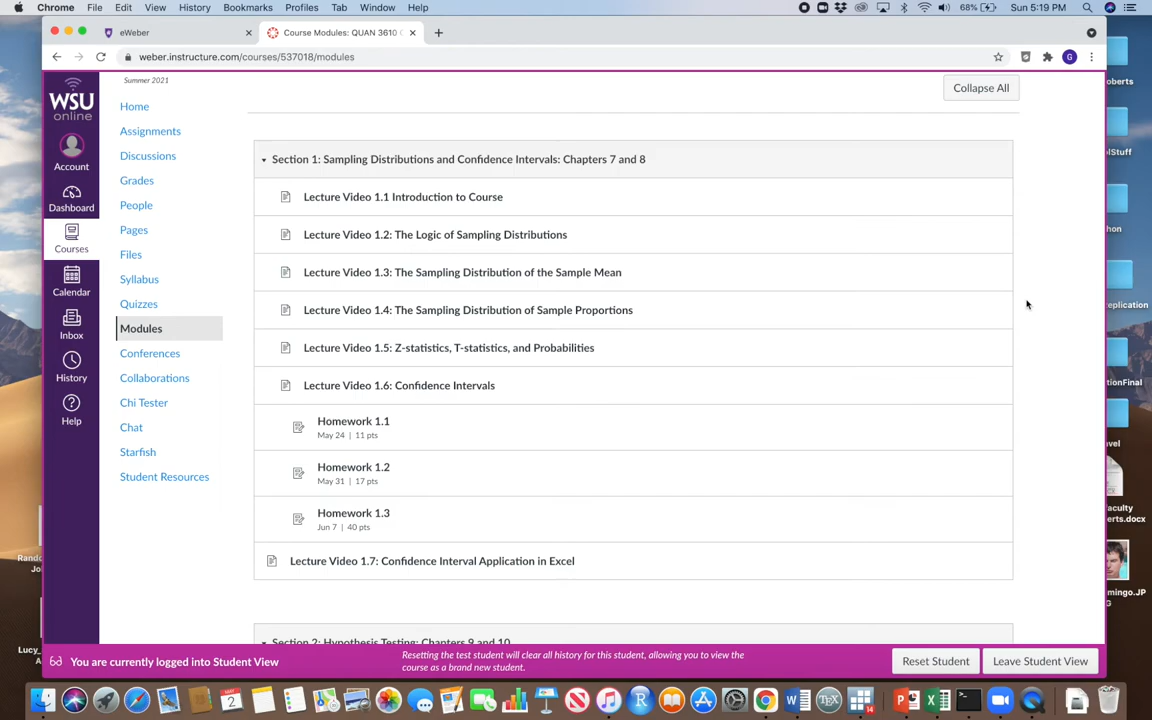 Chrome File Edit View History Bookmarks Profiles Tab Window Help 68% Sun 5:19 PM
eWeber
Course Modules: QUAN 3610
weber.instructure.com/courses/537018/modules
G
WSU
online
Account
Dashboard
Courses
Calendar
Inbox
History
Help
Summer 2021
Home
Assignments
Discussions
Grades
People
Pages
Files
Syllabus
Quizzes
Modules
Conferences
Collaborations
Chi Tester
Chat
Starfish
Student Resources
Collapse All
Section 1: Sampling Distributions and Confidence Intervals: Chapters 7 and 8
Lecture Video 1.1 Introduction to Course
Lecture Video 1.2: The Logic of Sampling Distributions
Lecture Video 1.3: The Sampling Distribution of the Sample Mean
Lecture Video 1.4: The Sampling Distribution of Sample Proportions
Lecture Video 1.5: Z-statistics, T-statistics, and Probabilities
Lecture Video 1.6: Confidence Intervals
Homework 1.1
May 24 | 11 pts
Homework 1.2
May 31 | 17 pts
Homework 1.3
Jun 7 | 40 pts
Lecture Video 1.7: Confidence Interval Application in Excel
Section 2: Hypothesis Testing: Chapters 9 and 10
You are currently logged into Student View
Resetting the test student will clear all history for this student, allowing you to view the
course as a brand new student.
Reset Student
Leave Student View